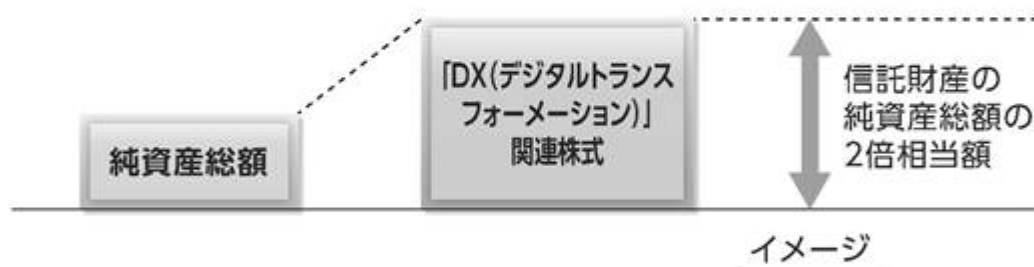 純資産総額
「DX(デジタルトランス
フォーメーション)」
関連株式
信託財産の
純資産総額の
2倍相当額
イメージ